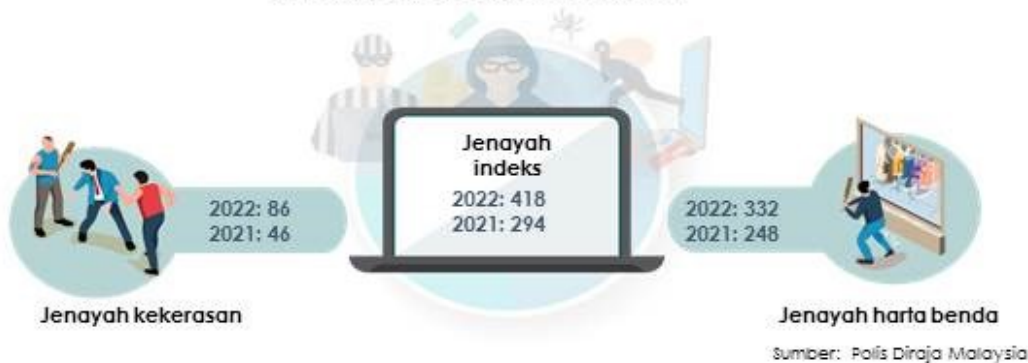 Jenayah
indeks
2022: 418
2021: 294
2022: 86
2021: 46
2022: 332
2021: 248
Jenayah kekerasan
Jenayah harta benda
Sumber: Polis Diraja Malaysia